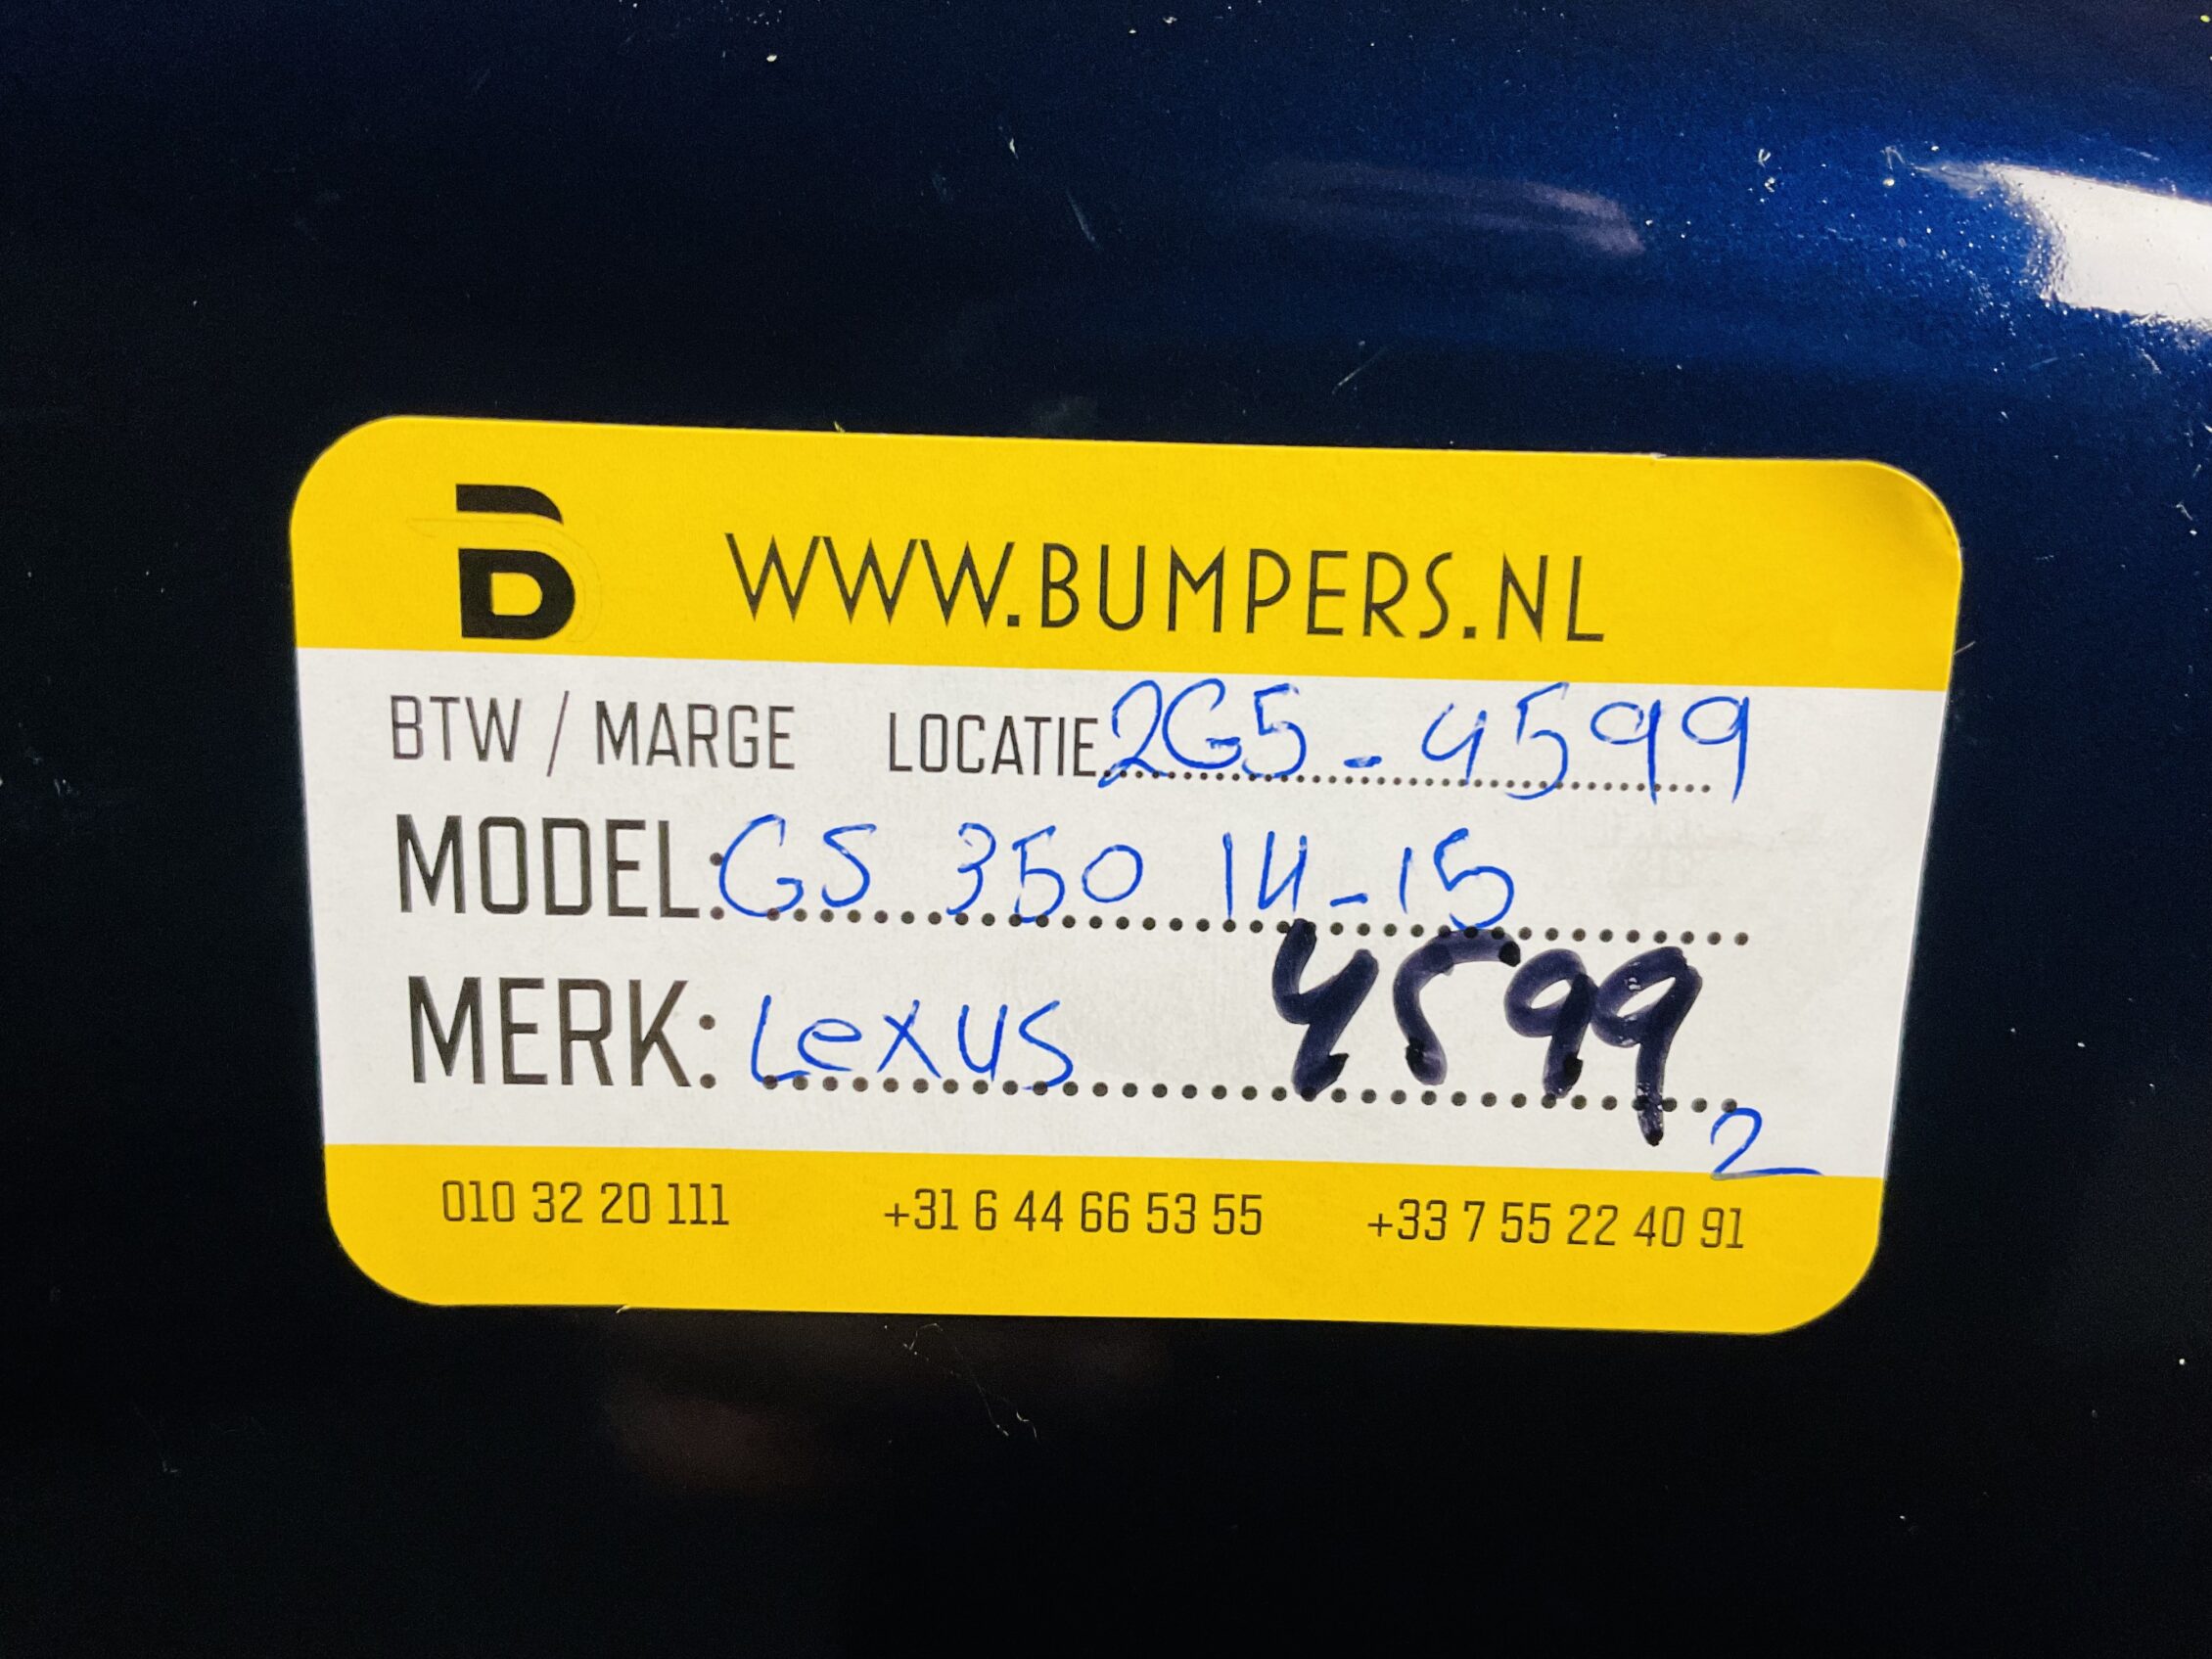 B WWW.BUMPERS.NL
BTW / MARGE LOCATIE 2G5-4599
MODEL: GS 350 14-15
MERK: Lexus 4599
2
010 32 20 111 +31 6 44 66 53 55 +33 7 55 22 40 91